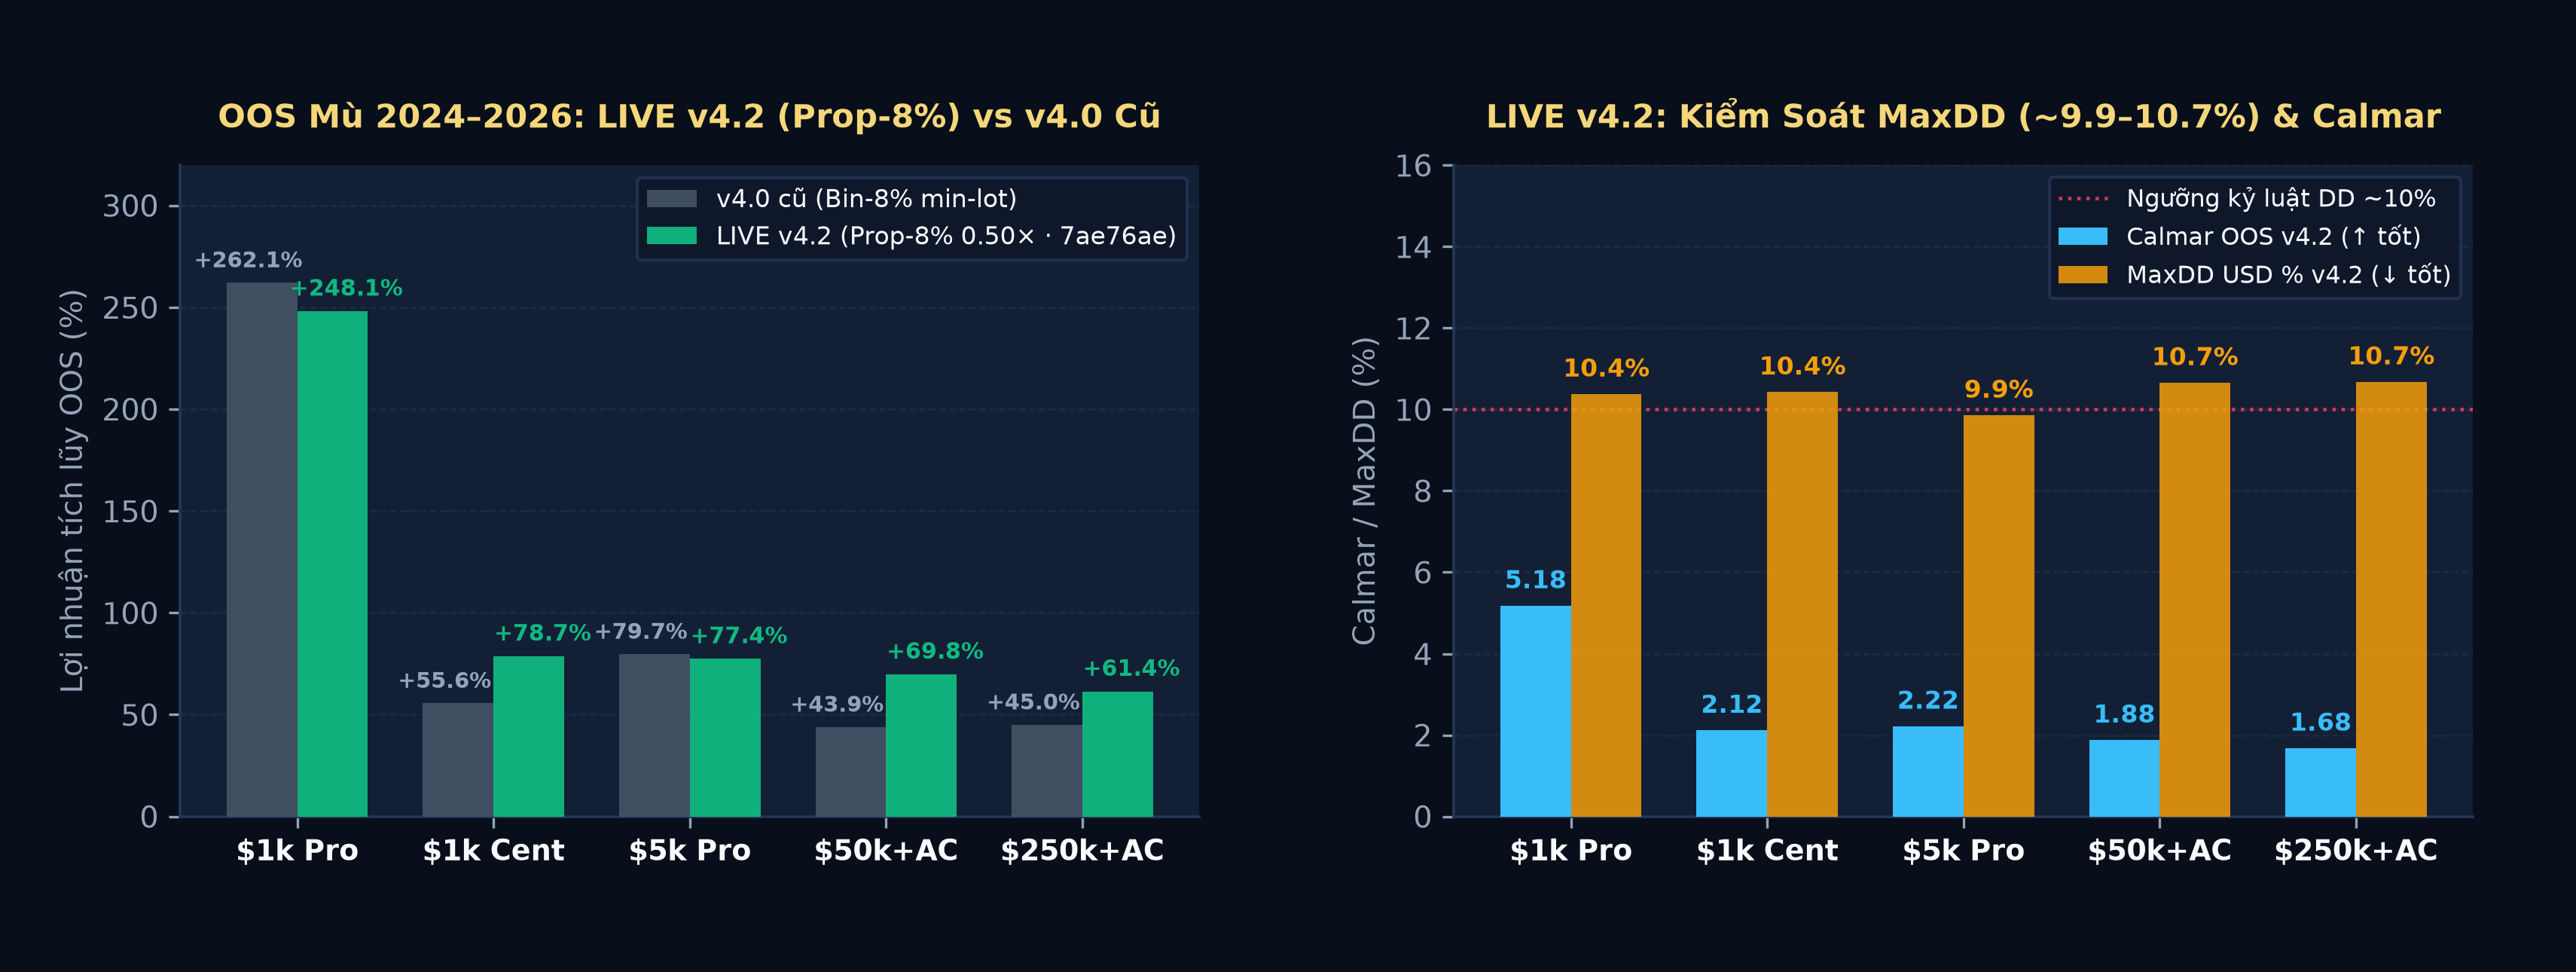 OOS Mù 2024–2026: LIVE v4.2 (Prop-8%) vs v4.0 Cũ
Lợi nhuận tích lũy OOS (%)
300
250
200
150
100
50
0
v4.0 cũ (Bin-8% min-lot)
LIVE v4.2 (Prop-8% 0.50× · 7ae76ae)
+262.1%
+248.1%
+55.6%
+78.7%
+79.7%
+77.4%
+43.9%
+69.8%
+45.0%
+61.4%
$1k Pro
$1k Cent
$5k Pro
$50k+AC
$250k+AC
LIVE v4.2: Kiểm Soát MaxDD (~9.9–10.7%) & Calmar
Calmar / MaxDD (%)
16
14
12
10
8
6
4
2
0
Ngưỡng kỷ luật DD ~10%
Calmar OOS v4.2 (↑ tốt)
MaxDD USD % v4.2 (↓ tốt)
5.18
10.4%
2.12
10.4%
2.22
9.9%
1.88
10.7%
1.68
10.7%
$1k Pro
$1k Cent
$5k Pro
$50k+AC
$250k+AC